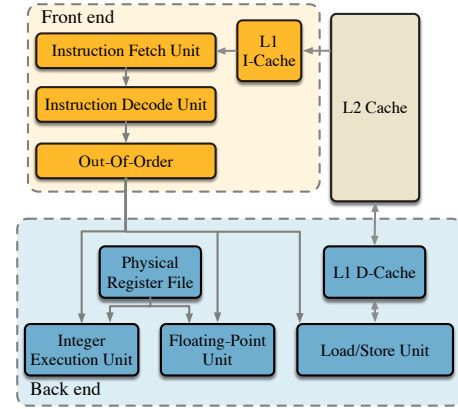 Front end
Instruction Fetch Unit
L1
I-Cache
L2 Cache
Instruction Decode Unit
Out-Of-Order
Physical
Register File
L1 D-Cache
Integer
Execution Unit
Floating-Point
Unit
Load/Store Unit
Back end